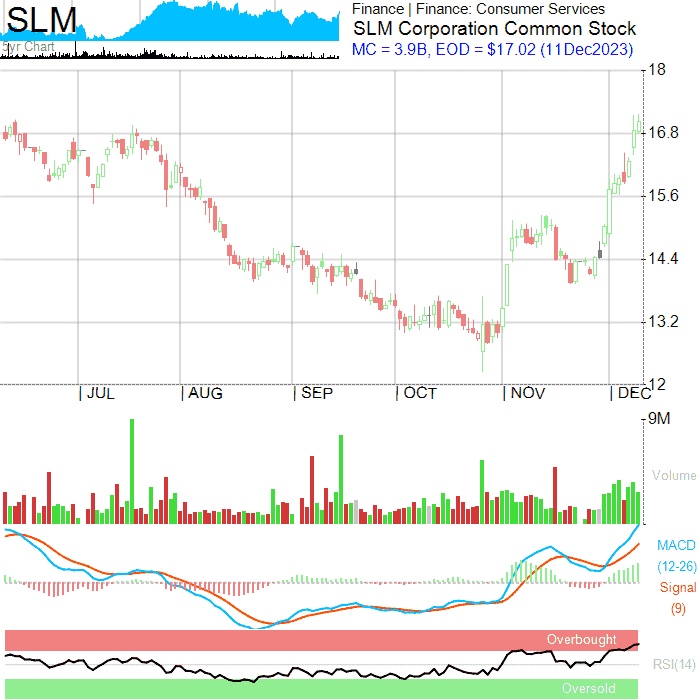 SLM
5yr Chart
Finance | Finance: Consumer Services
SLM Corporation Common Stock
MC = 3.9B, EOD = $17.02 (11Dec2023)
18
16.8
15.6
14.4
13.2
12
| JUL | AUG | SEP | OCT | NOV | DEC
9M
Volume
MACD
(12-26)
Signal
(9)
Overbought
RSI(14)
Oversold